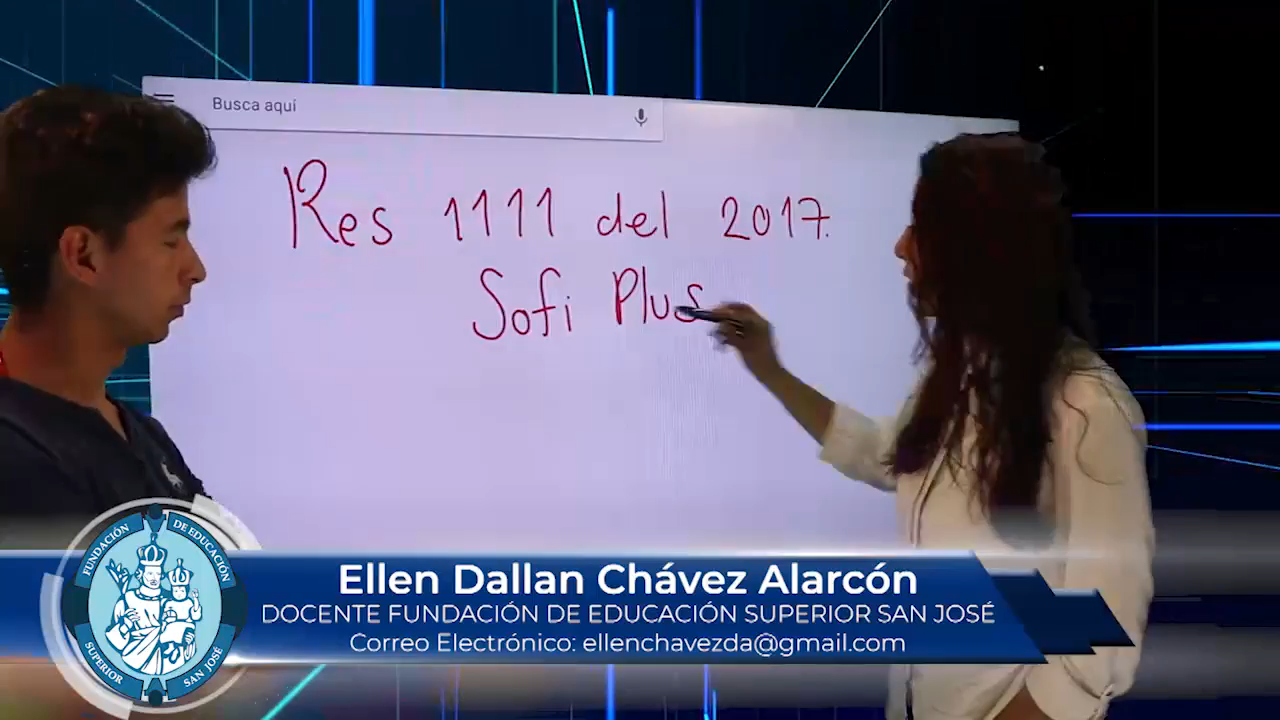 Busca aquí
Res 1111 del 2017.
Sofi Plus
Ellen Dallan Chávez Alarcón
DOCENTE FUNDACIÓN DE EDUCACIÓN SUPERIOR SAN JOSÉ
Correo Electrónico: ellenchavezda@gmail.com
FUNDACIÓN DE EDUCACIÓN
SUPERIOR SAN JOSÉ